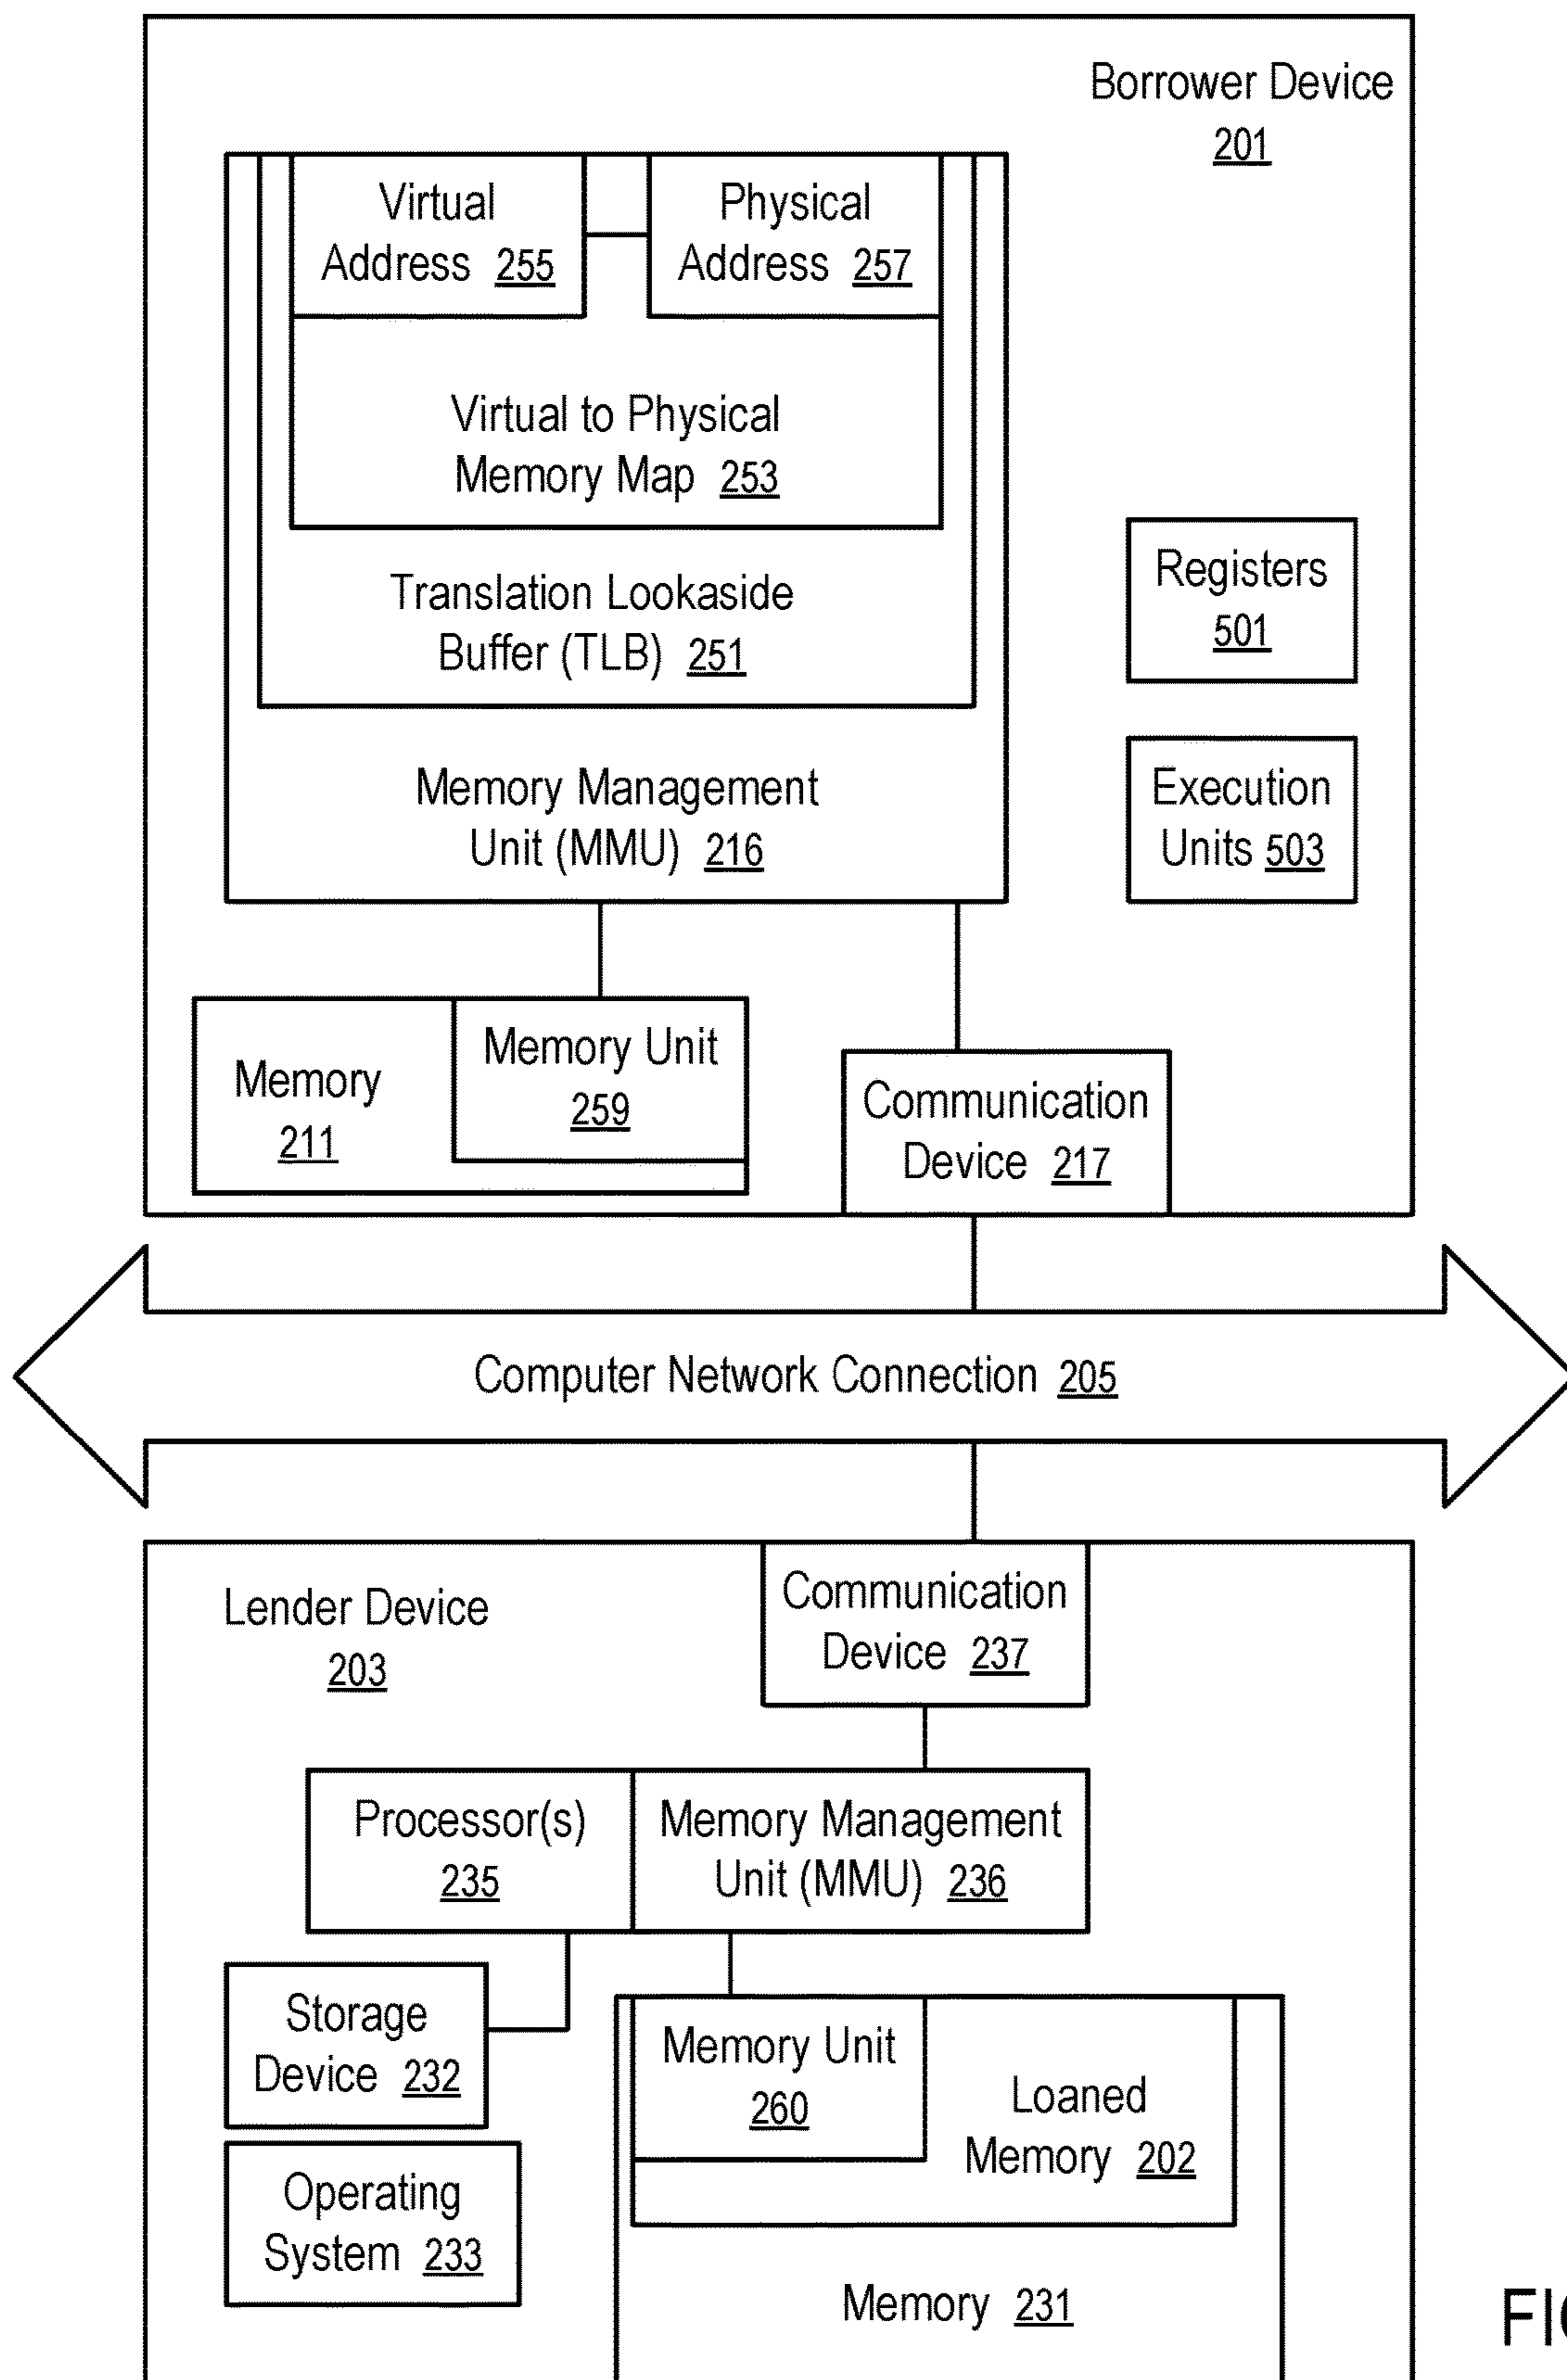 Borrower Device
201
Virtual
Address 255
Physical
Address 257
Virtual to Physical
Memory Map 253
Translation Lookaside
Buffer (TLB) 251
Registers
501
Memory Management
Unit (MMU) 216
Execution
Units 503
Memory
211
Memory Unit
259
Communication
Device 217
Computer Network Connection 205
Lender Device
203
Communication
Device 237
Processor(s)
235
Memory Management
Unit (MMU) 236
Storage
Device 232
Memory Unit
260
Loaned
Memory 202
Operating
System 233
Memory 231